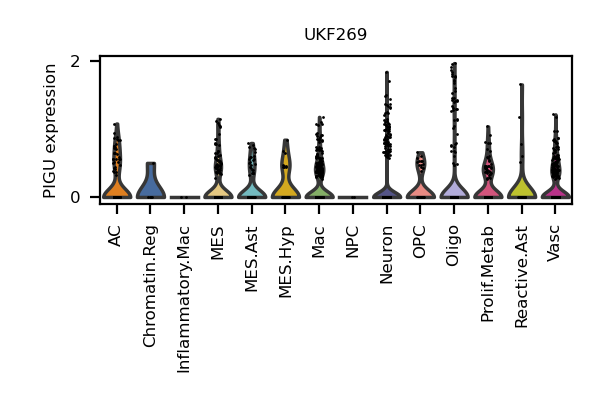 UKF269
PIGU expression
2
0
AC
Chromatin.Reg
Inflammatory.Mac
MES
MES.Ast
MES.Hyp
Mac
NPC
Neuron
OPC
Oligo
Prolif.Metab
Reactive.Ast
Vasc